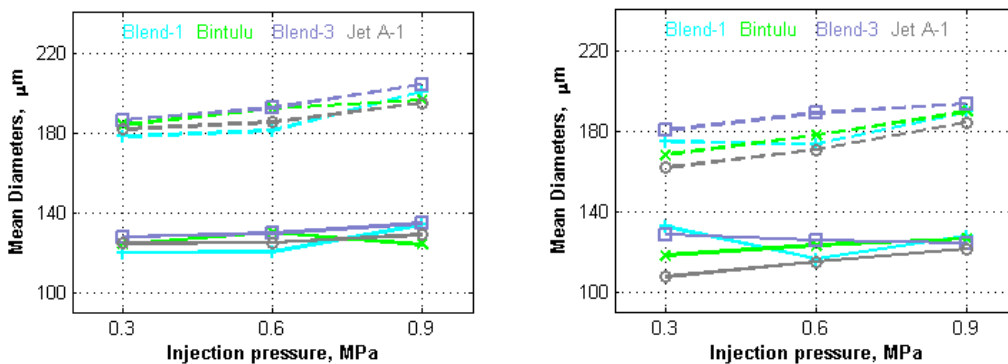 Blend-1 Bintulu Blend-3 Jet A-1
220
180
140
100
Mean Diameters, μm
0.3 0.6 0.9
Injection pressure, MPa
Blend-1 Bintulu Blend-3 Jet A-1
220
180
140
100
Mean Diameters, μm
0.3 0.6 0.9
Injection pressure, MPa